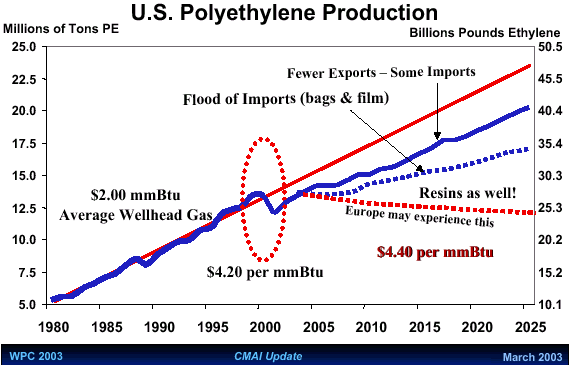 U.S. Polyethylene Production
Millions of Tons PE
Billions Pounds Ethylene
25.0
22.5
20.0
17.5
15.0
12.5
10.0
7.5
5.0
50.5
45.5
40.4
35.4
30.3
25.3
20.2
15.2
10.1
Fewer Exports – Some Imports
Flood of Imports (bags & film)
$2.00 mmBtu
Average Wellhead Gas
Resins as well!
Europe may experience this
$4.20 per mmBtu
$4.40 per mmBtu
1980 1985 1990 1995 2000 2005 2010 2015 2020 2025
WPC 2003 CMAI Update March 2003